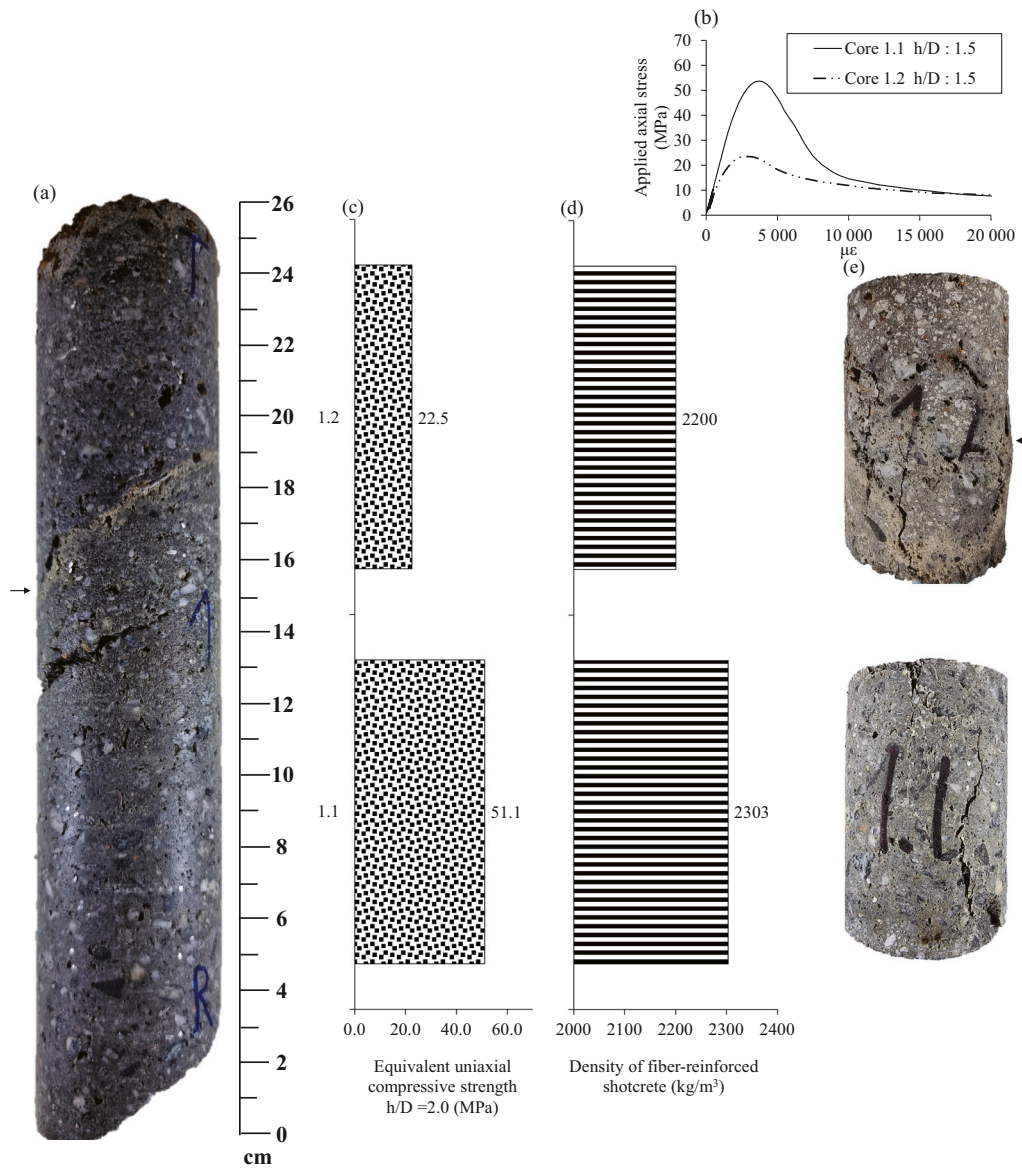 (b)
70
60
50
40
30
20
10
0
Applied axial stress
(MPa)
Core 1.1 h/D : 1.5
Core 1.2 h/D : 1.5
0
5 000
10 000
15 000
20 000
με
(a)
T
1
R
26
24
22
20
18
16
14
12
10
8
6
4
2
0
cm
(c)
1.2
22.5
1.1
51.1
0.0
20.0
40.0
60.0
Equivalent uniaxial
compressive strength
h/D =2.0 (MPa)
(d)
2200
2303
2000
2100
2200
2300
2400
Density of fiber-reinforced
shotcrete (kg/m³)
(e)
1 2
1.1